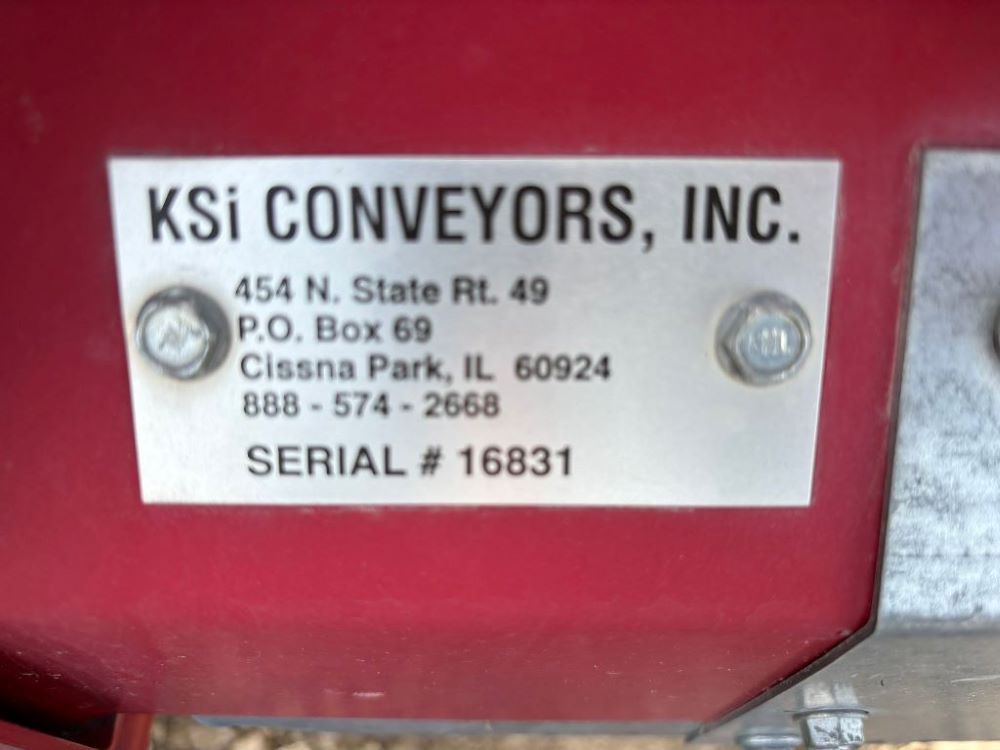 KSi CONVEYORS, INC.
454 N. State Rt. 49
P.O. Box 69
Cissna Park, IL 60924
888 - 574 - 2668
SERIAL # 16831